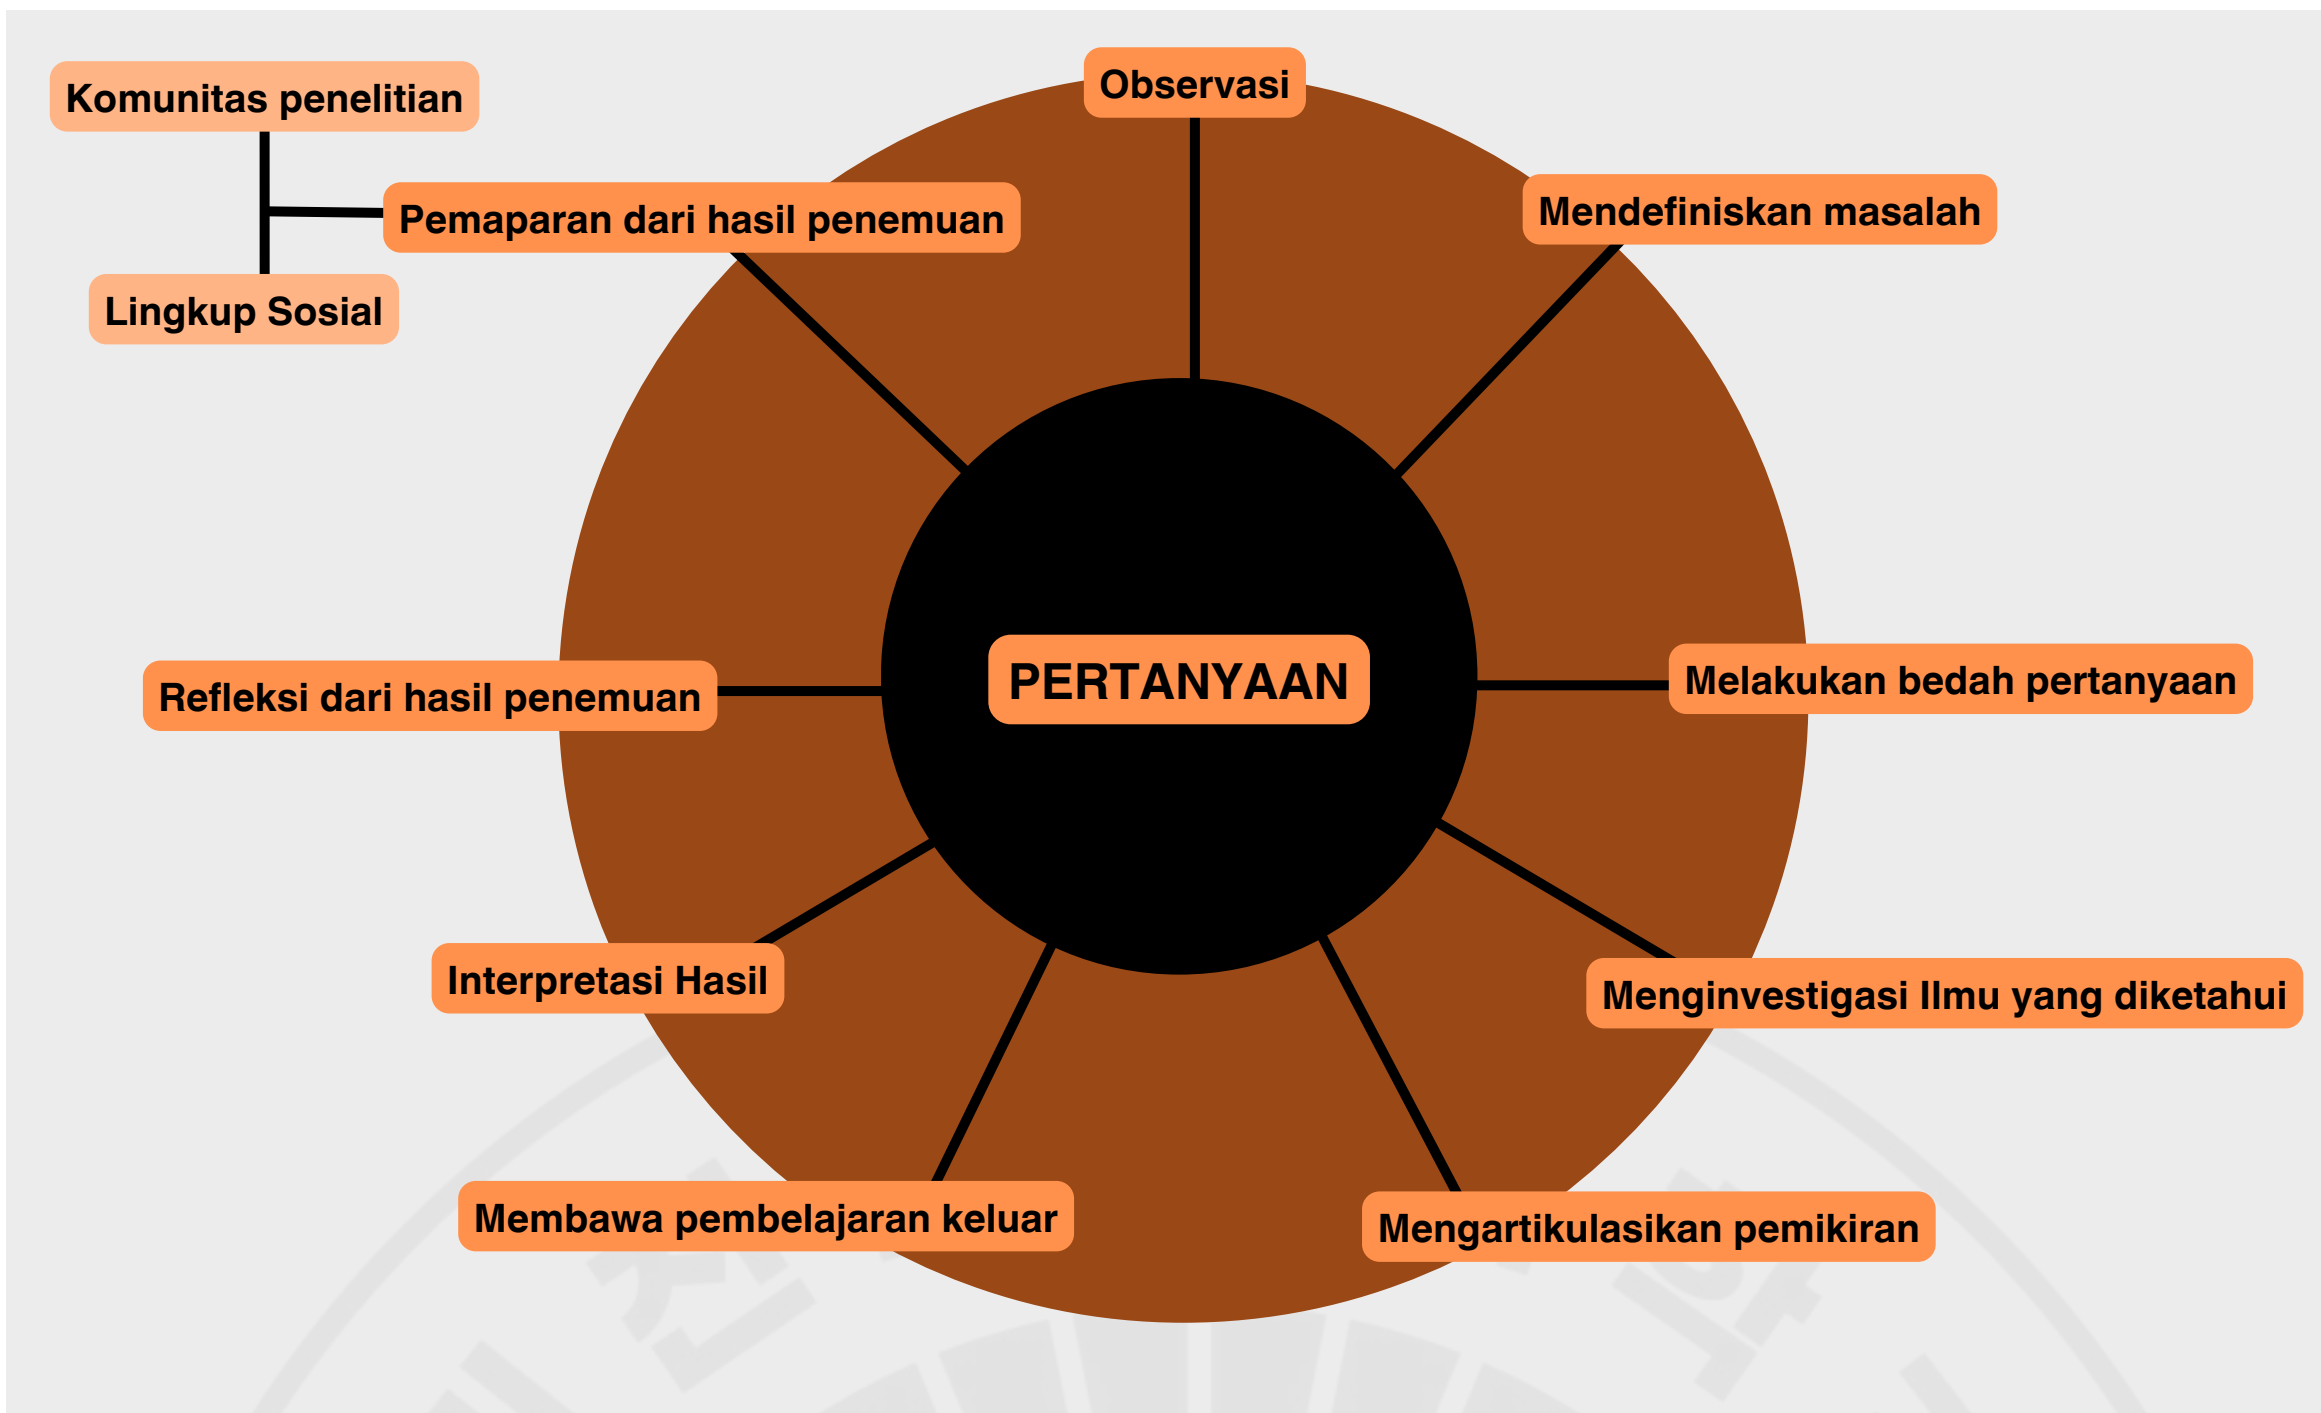 Observasi
Komunitas penelitian
Mendefiniskan masalah
Pemaparan dari hasil penemuan
Lingkup Sosial
PERTANYAAN
Melakukan bedah pertanyaan
Refleksi dari hasil penemuan
Interpretasi Hasil
Menginvestigasi Ilmu yang diketahui
Membawa pembelajaran keluar
Mengartikulasikan pemikiran